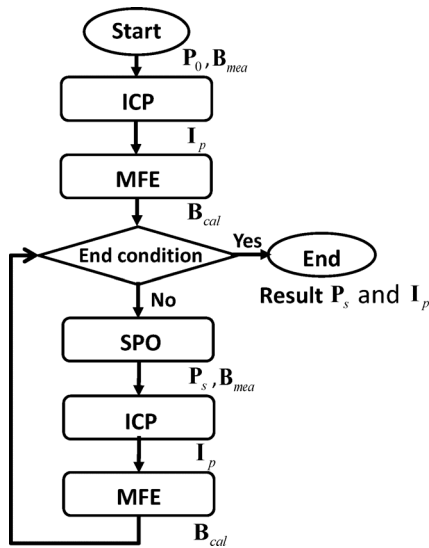 Start
P0, Bmea
ICP
Ip
MFE
Bcal
End condition
Yes
End
Result Ps and Ip
No
SPO
Ps, Bmea
ICP
Ip
MFE
Bcal